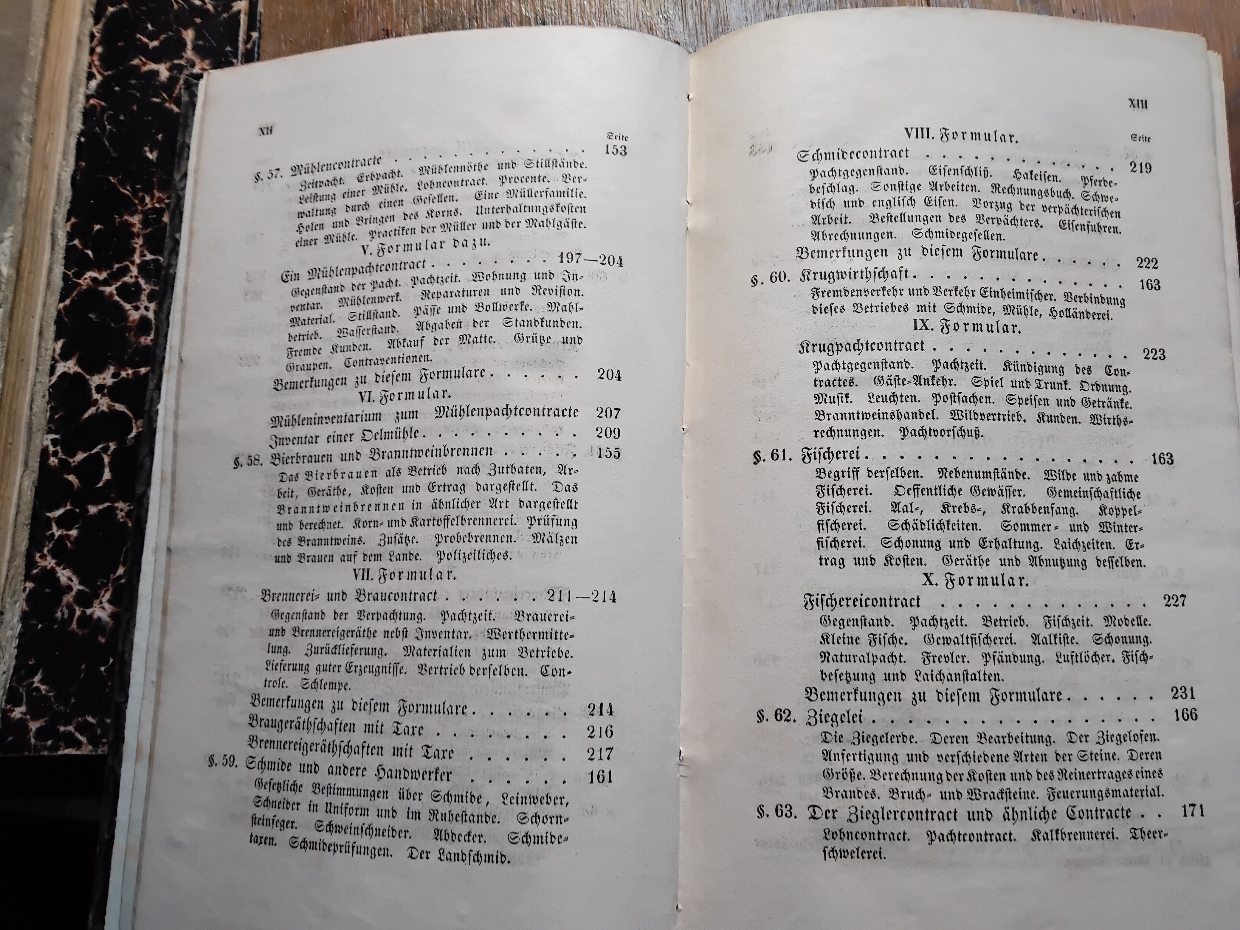 XII
Seite
§. 57. Mühlencontracte . . . . . . . . . . . . 153
Zeitpacht. Erbpacht. Mühlennöthe und Stillstände.
Leistung einer Mühle. Lohncontract. Procente. Ver-
waltung durch einen Gesellen. Eine Müllerfamilie.
Holen und Bringen des Korns. Unterhaltungskosten
einer Mühle. Practiken der Müller und der Mahlgäste.
V. Formular dazu.
Ein Mühlenpachtcontract . . . . . . . . 197—204
Gegenstand der Pacht. Pachtzeit. Wohnung und In-
ventar. Mühlenwerk. Reparaturen und Revision.
Material. Stillstand. Pässe und Bollwerke. Mahl-
betrieb. Wasserstand. Abgaben der Standkunden.
Fremde Kunden. Abkauf der Matte. Grütze und
Graupen. Contraventionen.
Bemerkungen zu diesem Formulare . . . . . . 204
VI. Formular.
Mühleninventarium zum Mühlenpachtcontracte 207
Inventar einer Oelmühle . . . . . . . . . . 209
§. 58. Bierbrauen und Branntweinbrennen . . . . . 155
Das Bierbrauen als Betrieb nach Zuthaten, Ar-
beit, Geräthe, Kosten und Ertrag dargestellt. Das
Branntweinbrennen in ähnlicher Art dargestellt
und berechnet. Korn- und Kartoffelbrennerei. Prüfung
des Branntweins. Zusätze. Probebrennen. Mälzen
und Brauen auf dem Lande. Polizeiliches.
VII. Formular.
Brennerei- und Braucontract . . . . . . 211—214
Gegenstand der Verpachtung. Pachtzeit. Brauerei-
und Brennereigeräthe nebst Inventar. Werthermitte-
lung. Zurücklieferung. Materialien zum Betriebe.
Lieferung guter Erzeugnisse. Vertrieb derselben. Con-
trole. Schlempe.
Bemerkungen zu diesem Formulare . . . . . . 214
Braugeräthschaften mit Taxe . . . . . . . . 216
Brennereigeräthschaften mit Taxe . . . . . . 217
§. 59. Schmide und andere Handwerker . . . . . . 161
Gesetzliche Bestimmungen über Schmide, Leinweber,
Schneider in Uniform und im Ruhestande. Schorn-
steinfeger. Schweinschneider. Abdecker. Schmide-
taxen. Schmideprüfungen. Der Landschmid.
XIII
VIII. Formular.
Seite
Schmidecontract . . . . . . . . . . . . 219
Pachtgegenstand. Eisenschliß. Hakeisen. Pferde-
beschlag. Sonstige Arbeiten. Rechnungsbuch. Schwe-
disch und englisch Eisen. Vorzug der verpächterischen
Arbeit. Bestellungen des Verpächters. Eisenfuhren.
Abrechnungen. Schmidegesellen.
Bemerkungen zu diesem Formulare . . . . . . 222
§. 60. Krugwirthschaft . . . . . . . . . . . . . 163
Fremdenverkehr und Verkehr Einheimischer. Verbindung
dieses Betriebes mit Schmide, Mühle, Holländerei.
IX. Formular.
Krugpachtcontract . . . . . . . . . . . . 223
Pachtgegenstand. Pachtzeit. Kündigung des Con-
tractes. Gäste-Ankehr. Spiel und Trunk. Ordnung.
Musik. Leuchten. Postsachen. Speisen und Getränke.
Branntweinshandel. Wildvertrieb. Kunden. Wirths-
rechnungen. Pachtvorschuß.
§. 61. Fischerei . . . . . . . . . . . . . . . . 163
Begriff derselben. Nebenumstände. Wilde und zahme
Fischerei. Oeffentliche Gewässer. Gemeinschaftliche
Fischerei. Aal-, Krebs-, Krabbenfang. Koppel-
fischerei. Schädlichkeiten. Sommer- und Winter-
fischerei. Schonung und Erhaltung. Laichzeiten. Er-
trag und Kosten. Geräthe und Abnutzung desselben.
X. Formular.
Fischereicontract . . . . . . . . . . . . . 227
Gegenstand. Pachtzeit. Betrieb. Fischzeit. Modelle.
Kleine Fische. Gewaltfischerei. Aalkiste. Schonung.
Naturalpacht. Frevler. Pfändung. Luftlöcher. Fisch-
besetzung und Laichanstalten.
Bemerkungen zu diesem Formulare . . . . . . 231
§. 62. Ziegelei . . . . . . . . . . . . . . . . . 166
Die Ziegelerde. Deren Bearbeitung. Der Ziegelofen.
Anfertigung und verschiedene Arten der Steine. Deren
Größe. Berechnung der Kosten und des Reinertrages eines
Brandes. Bruch- und Wracksteine. Feuerungsmaterial.
§. 63. Der Zieglercontract und ähnliche Contracte . . 171
Lohncontract. Pachtcontract. Kalkbrennerei. Theer-
schwelerei.